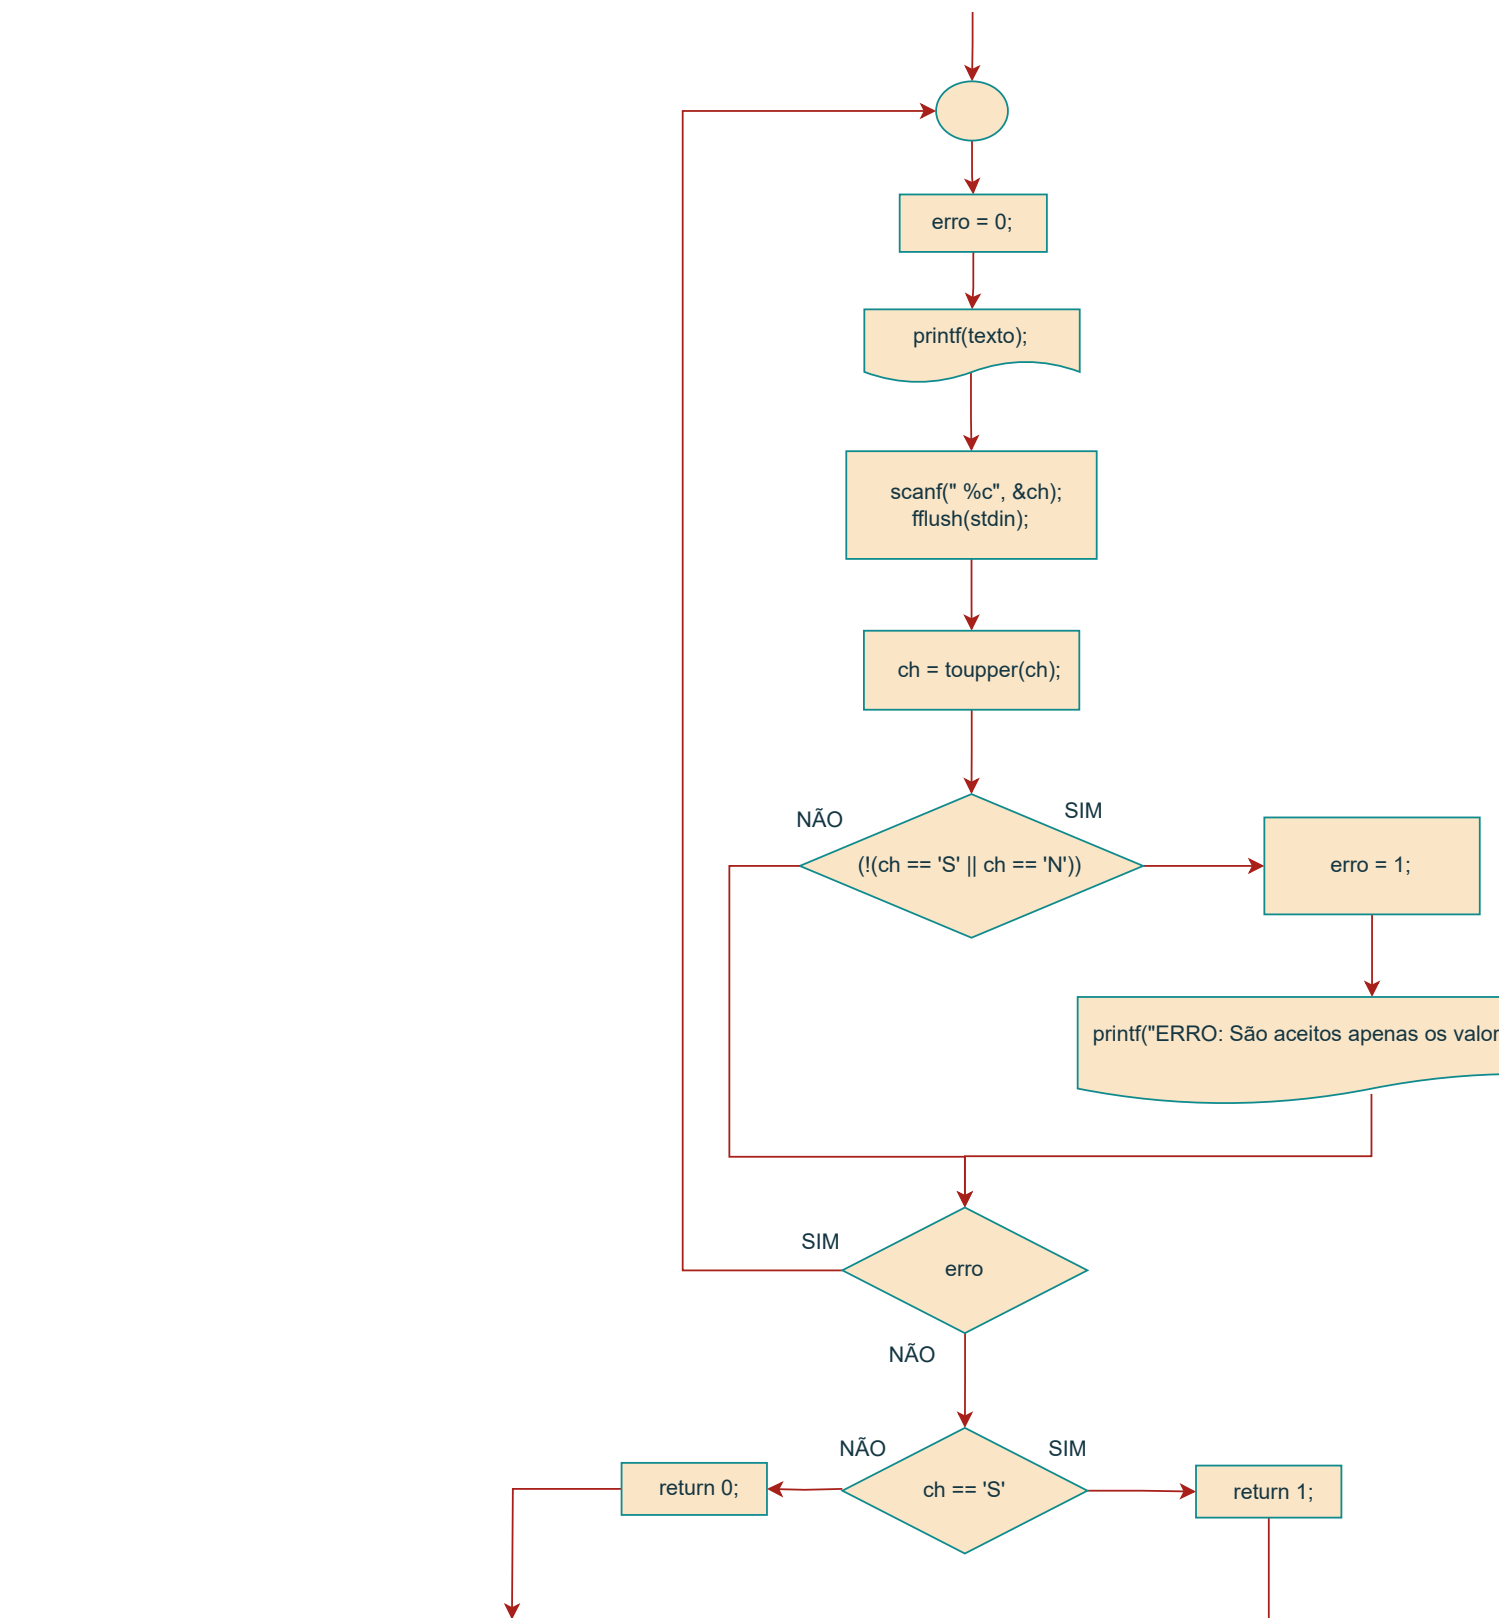 erro = 0;
printf(texto);
scanf(" %c", &ch);
fflush(stdin);
ch = toupper(ch);
NÃO
SIM
(!(ch == 'S' || ch == 'N'))
erro = 1;
printf("ERRO: São aceitos apenas os valor
SIM
erro
NÃO
NÃO
SIM
return 0;
ch == 'S'
return 1;